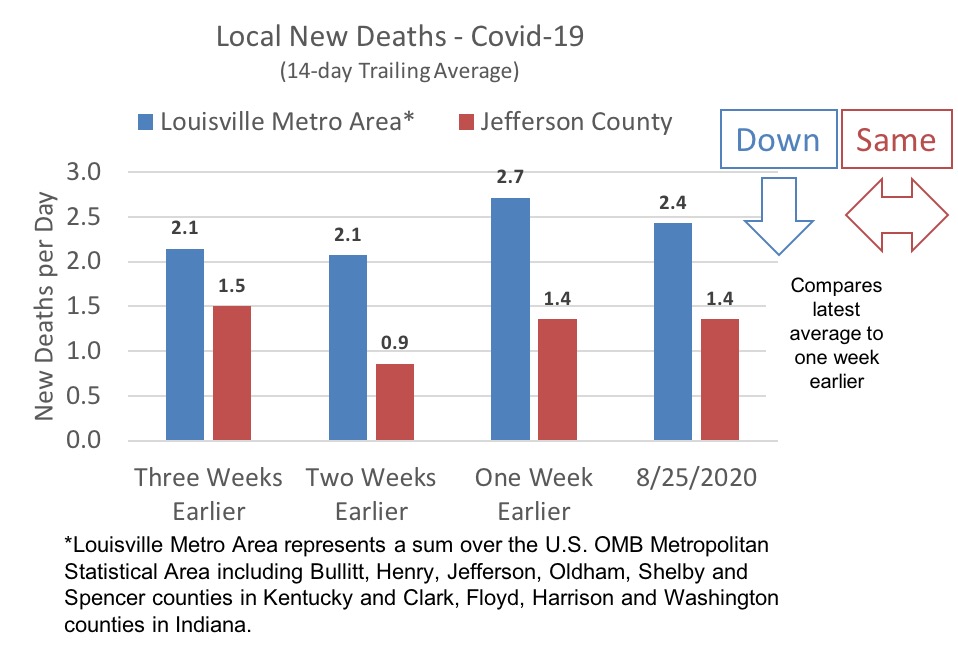 Local New Deaths - Covid-19
(14-day Trailing Average)
Louisville Metro Area* Jefferson County
Down Same
3.0
2.5
2.0
1.5
1.0
0.5
0.0
New Deaths per Day
2.1 1.5 2.1 0.9 2.7 1.4 2.4 1.4
Compares
latest
average to
one week
earlier
Three Weeks Two Weeks One Week 8/25/2020
Earlier Earlier Earlier
*Louisville Metro Area represents a sum over the U.S. OMB Metropolitan
Statistical Area including Bullitt, Henry, Jefferson, Oldham, Shelby and
Spencer counties in Kentucky and Clark, Floyd, Harrison and Washington
counties in Indiana.